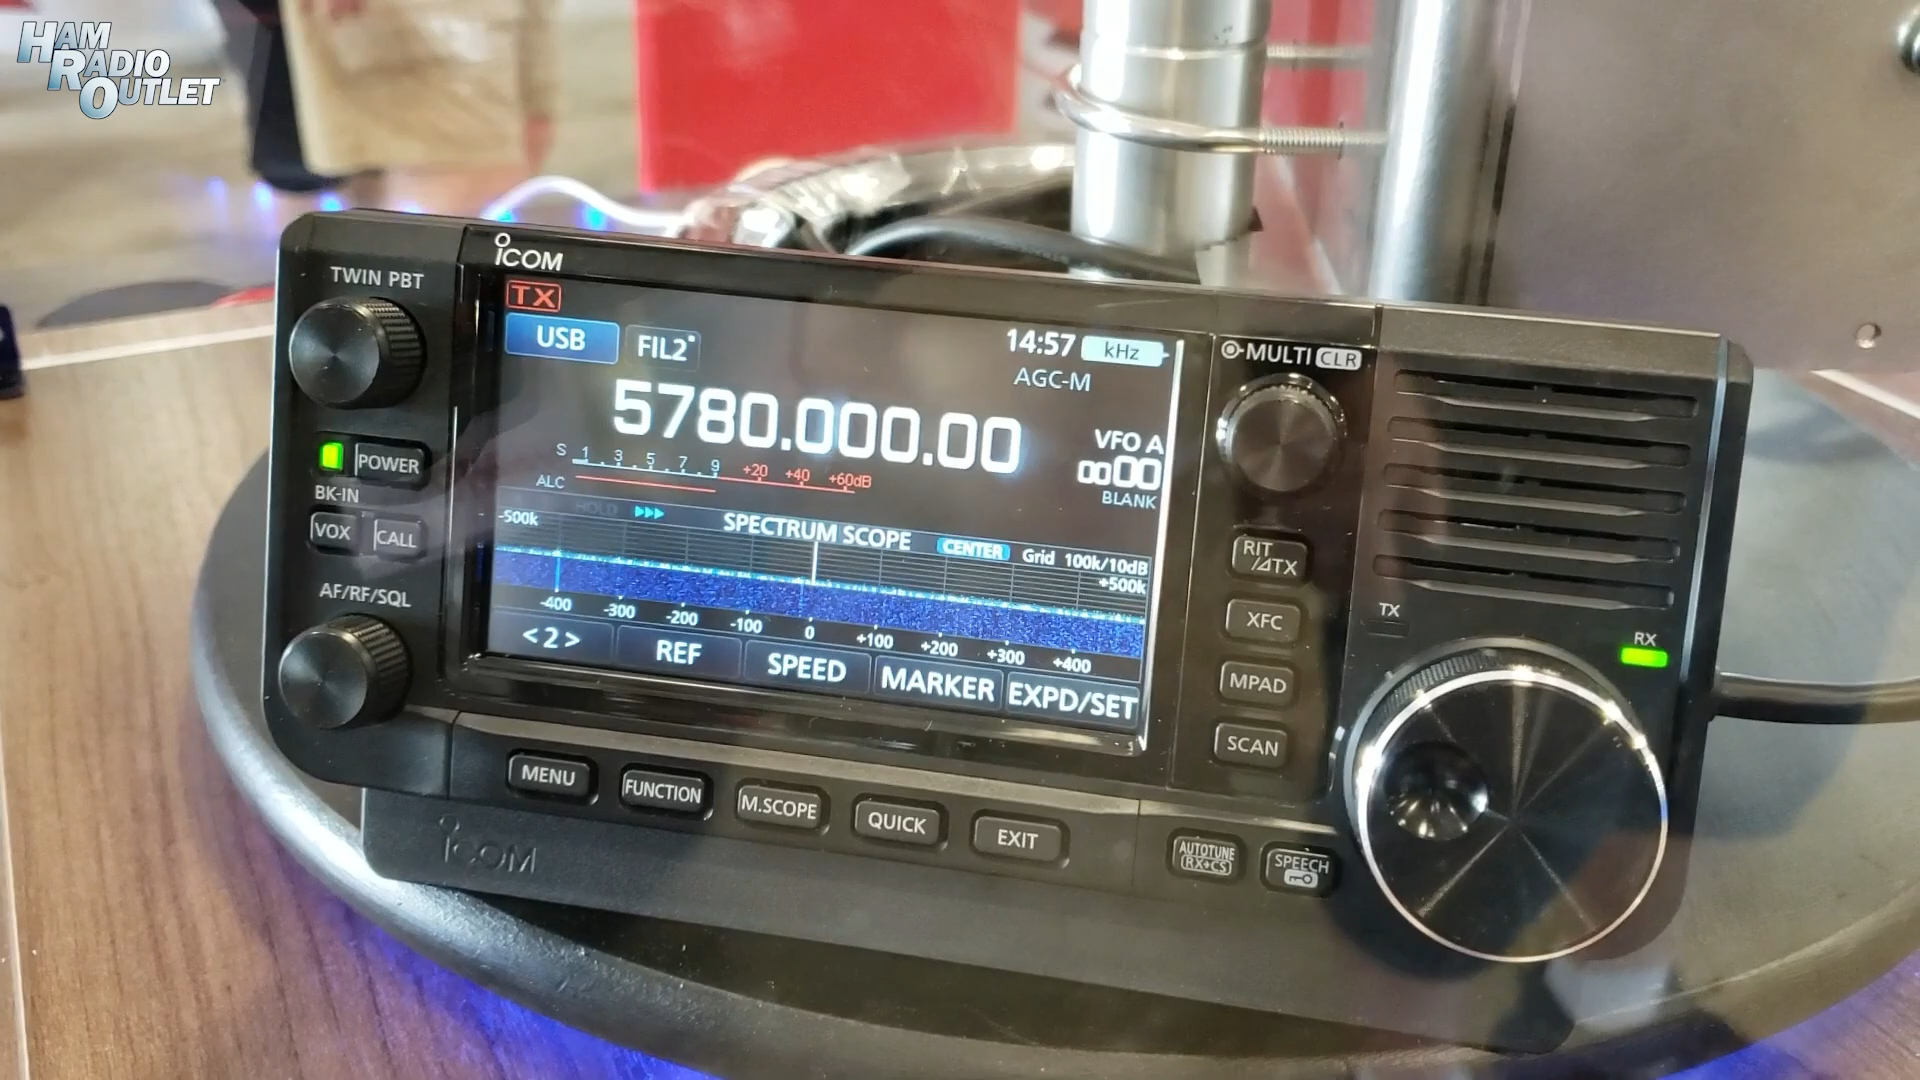 HAM
RADIO
OUTLET
ICOM
TWIN PBT
TX
USB FIL2
14:57 kHz
AGC-M
5780.000.00
VFO A
0000
BLANK
S 1 3 5 7 9 +20 +40 +60dB
ALC
HOLD
-500k SPECTRUM SCOPE CENTER Grid 100k/10dB
+500k
-400 -300 -200 -100 0 +100 +200 +300 +400
<2> REF SPEED MARKER EXPD/SET
POWER
BK-IN
VOX CALL
AF/RF/SQL
MULTI CLR
RIT
/⊿TX
XFC
MPAD
SCAN
TX
RX
MENU FUNCTION M.SCOPE QUICK EXIT
AUTOTUNE
RX→CS
SPEECH
ICOM